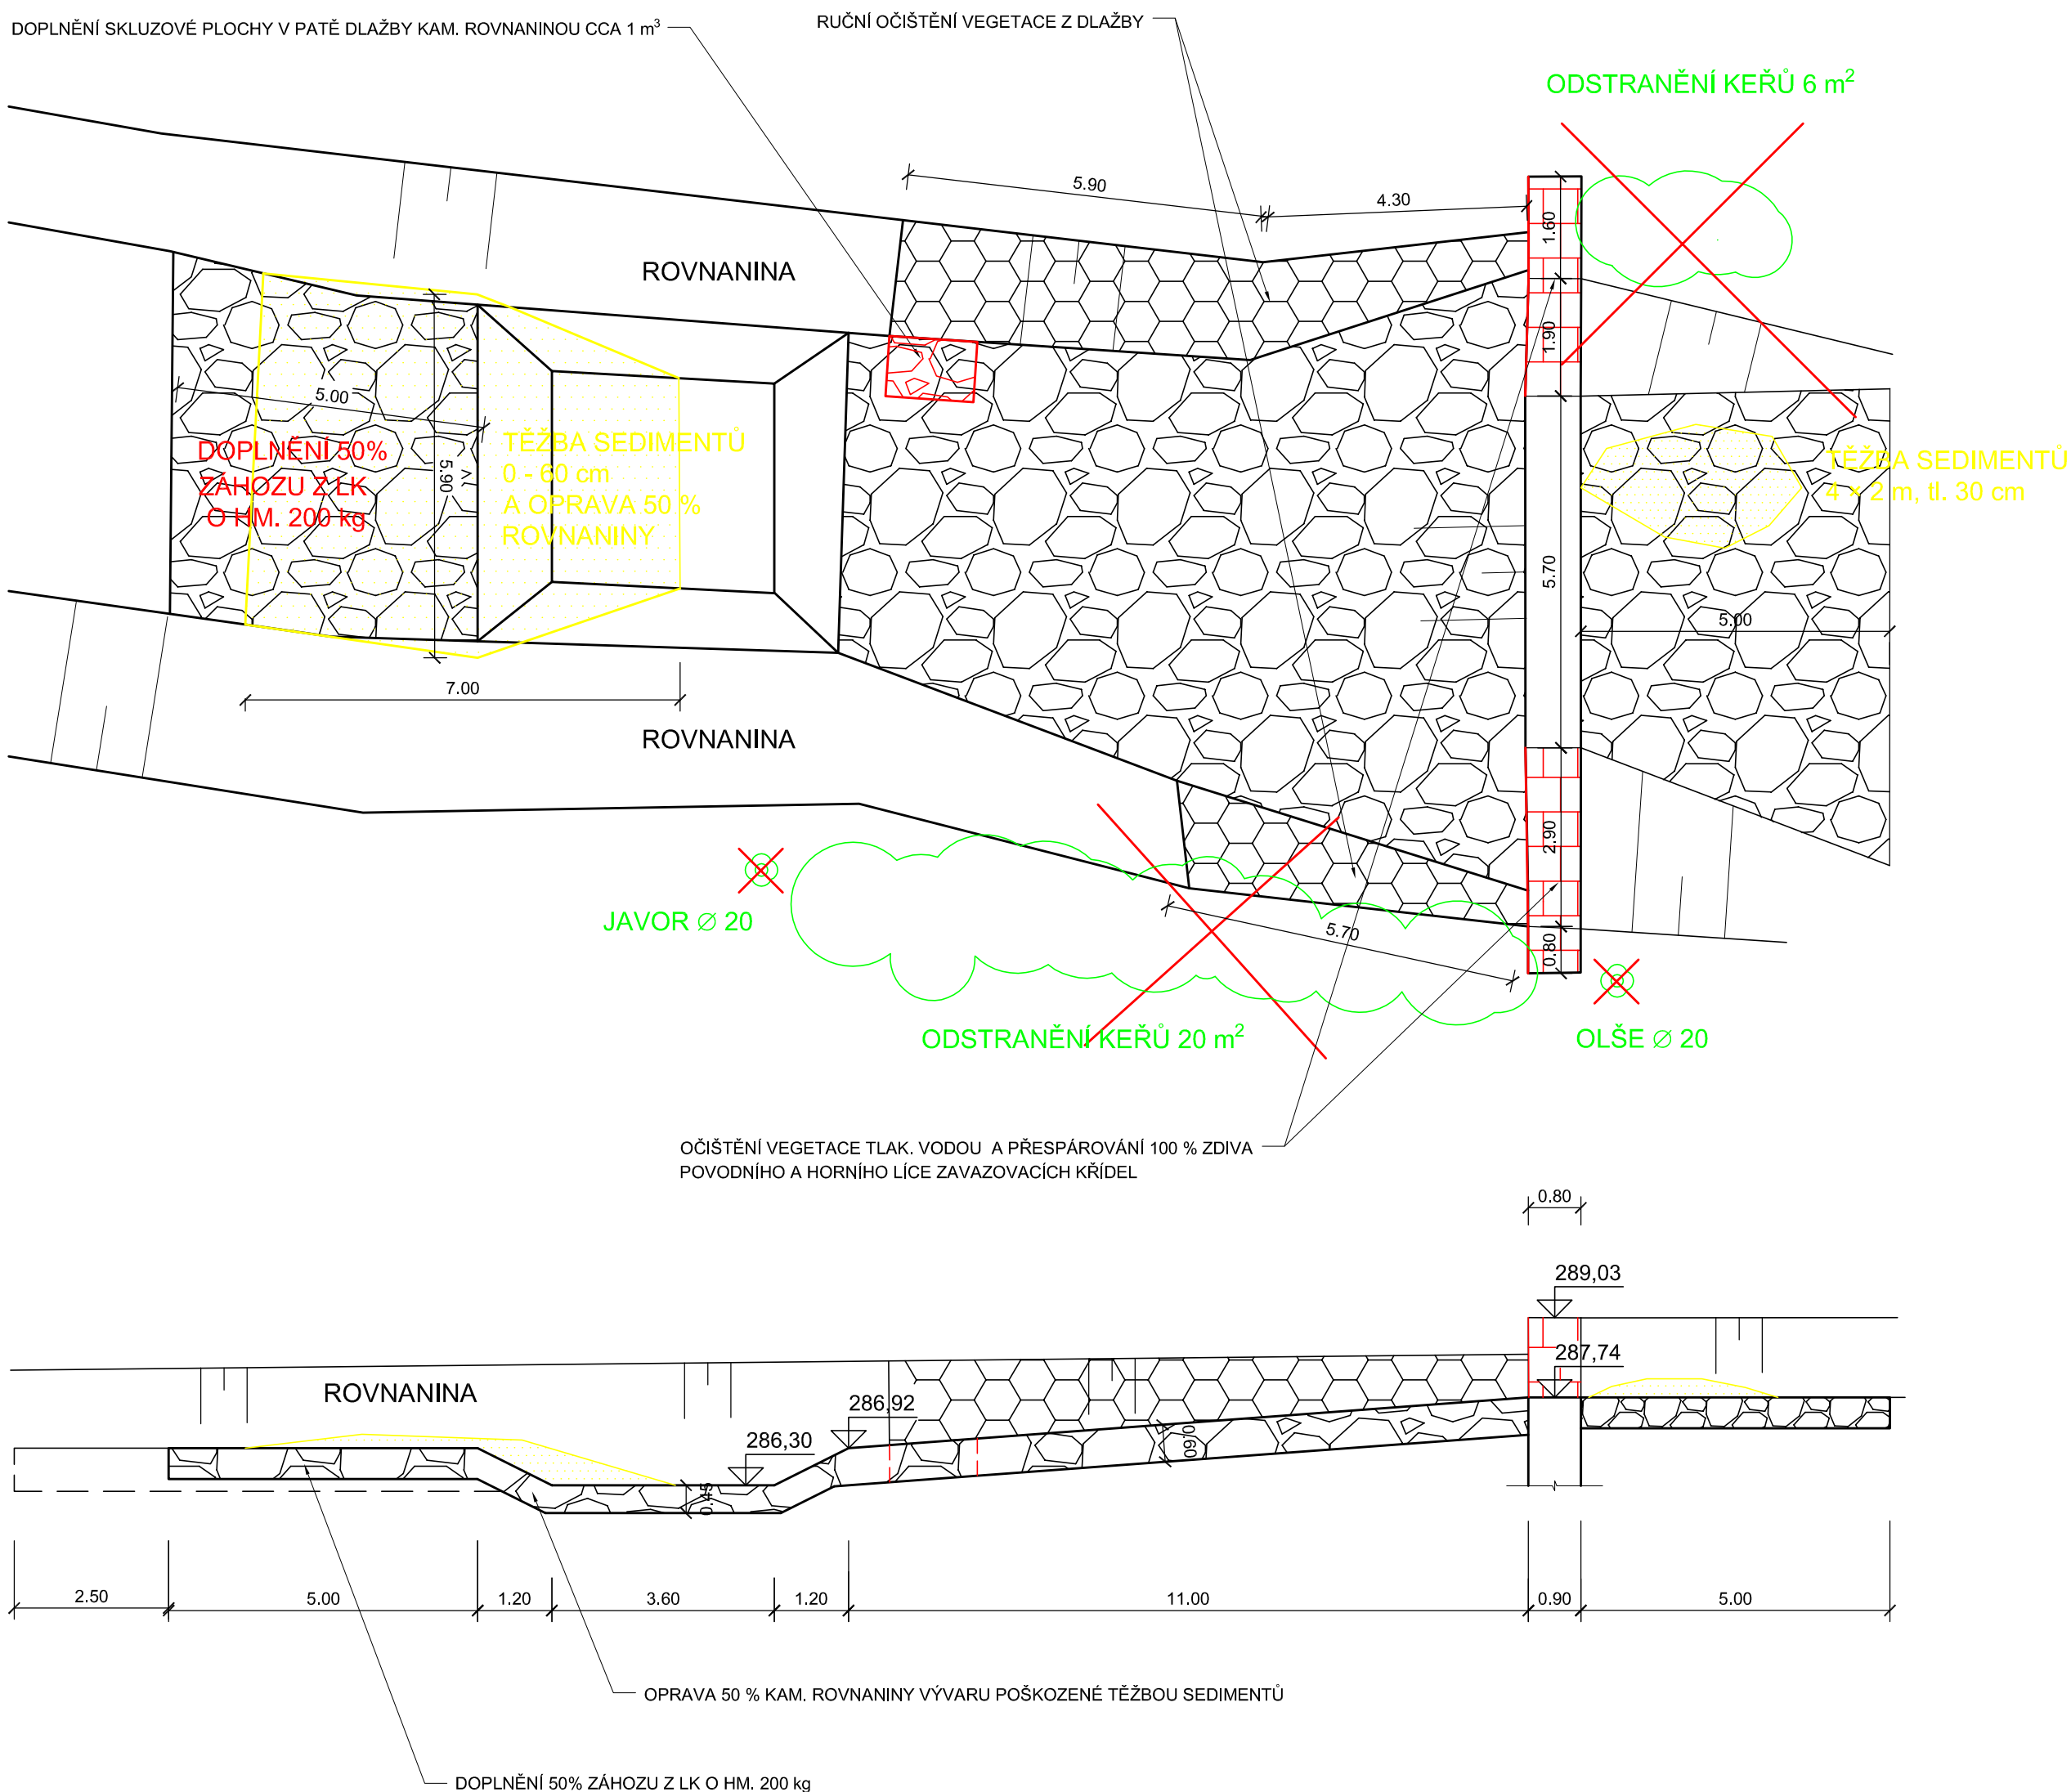 DOPLNĚNÍ SKLUZOVÉ PLOCHY V PATĚ DLAŽBY KAM. ROVNANINOU CCA 1 m³
RUČNÍ OČIŠTĚNÍ VEGETACE Z DLAŽBY
ODSTRANĚNÍ KEŘŮ 6 m²
5.90
4.30
1.60
ROVNANINA
1.90
5.00
DOPLNĚNÍ 50%
ZÁHOZU Z LK
O HM. 200 kg
5.90
TĚŽBA SEDIMENTŮ
0 - 60 cm
A OPRAVA 50 %
ROVNANINY
TĚŽBA SEDIMENTŮ
4 × 2 m, tl. 30 cm
5.70
5.00
7.00
ROVNANINA
2.90
JAVOR ∅ 20
5.70
0.80
ODSTRANĚNÍ KEŘŮ 20 m²
OLŠE ∅ 20
OČIŠTĚNÍ VEGETACE TLAK. VODOU A PŘESPÁROVÁNÍ 100 % ZDIVA
POVODNÍHO A HORNÍHO LÍCE ZAVAZOVACÍCH KŘÍDEL
0.80
289,03
287,74
ROVNANINA
286,92
286,30
0.60
0.45
2.50
5.00
1.20
3.60
1.20
11.00
0.90
5.00
OPRAVA 50 % KAM. ROVNANINY VÝVARU POŠKOZENÉ TĚŽBOU SEDIMENTŮ
DOPLNĚNÍ 50% ZÁHOZU Z LK O HM. 200 kg